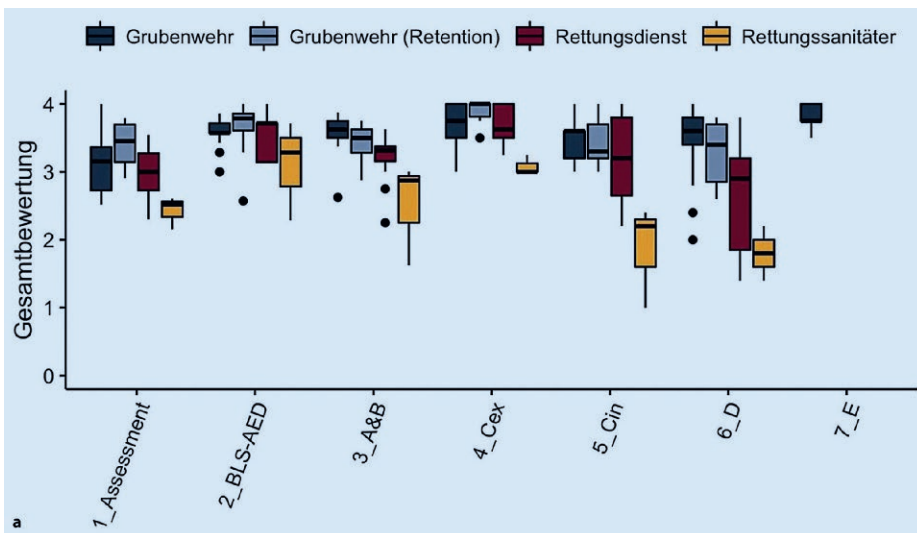 Grubenwehr Grubenwehr (Retention) Rettungsdienst Rettungssanitäter
Gesamtbewertung
4
3
2
1
0
1_Assessment
2_BLS-AED
3_A&B
4_Cex
5_Cin
6_D
7_E
a